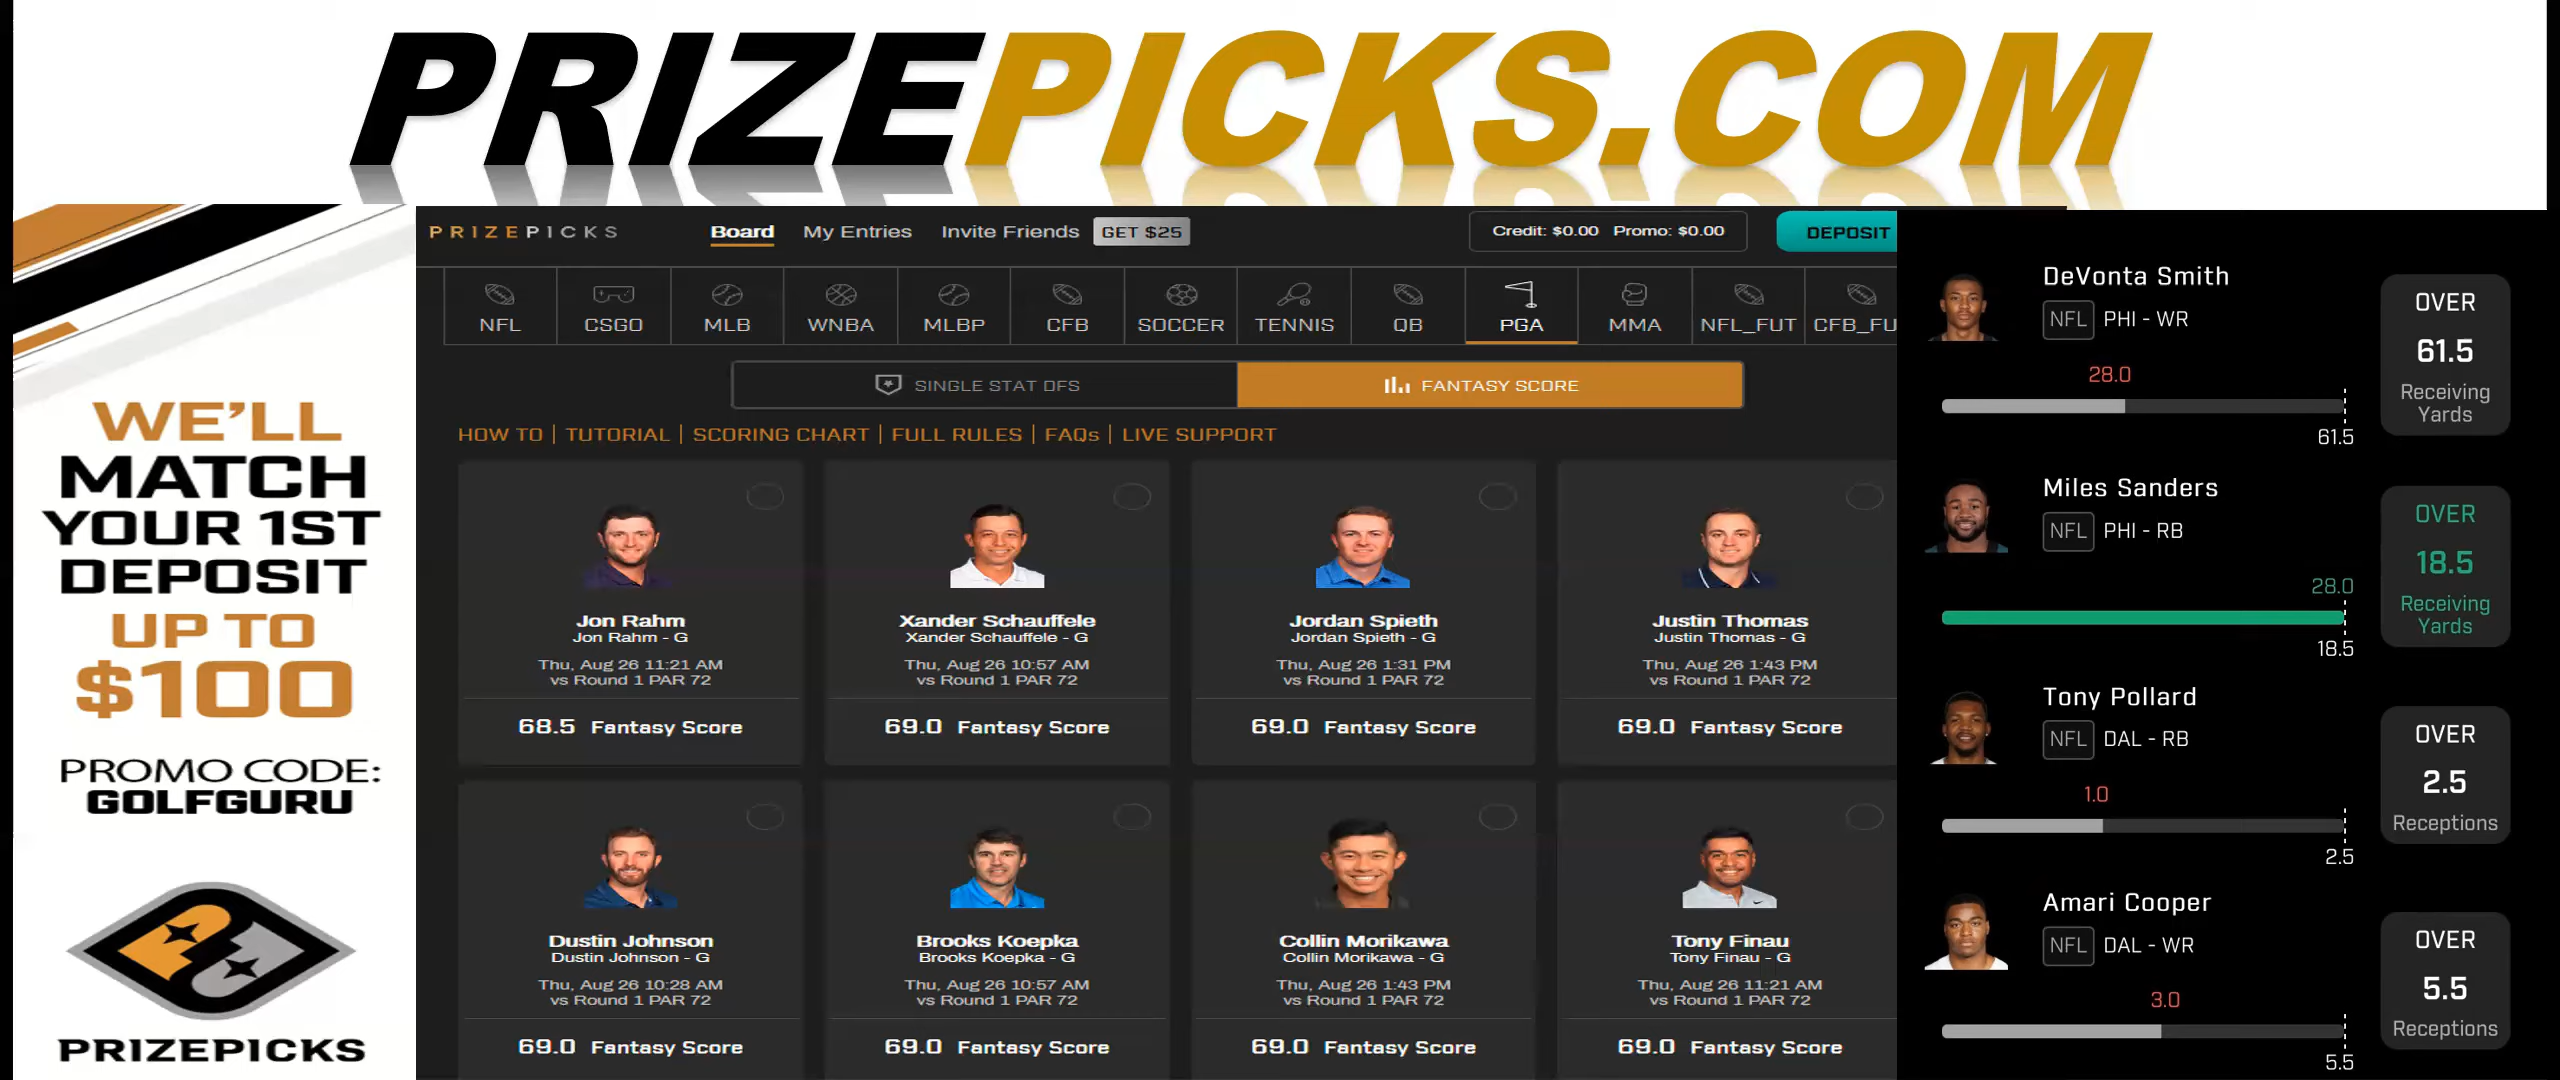 PRIZEPICKS.COM
WE'LL
MATCH
YOUR 1ST
DEPOSIT
UP TO
$100
PROMO CODE:
GOLFGURU
PRIZEPICKS
PRIZEPICKS Board My Entries Invite Friends GET $25 Credit: $0.00 Promo: $0.00 DEPOSIT
NFL CSGO MLB WNBA MLBP CFB SOCCER TENNIS QB PGA MMA NFL_FUT CFB_FU
SINGLE STAT DFS FANTASY SCORE
HOW TO | TUTORIAL | SCORING CHART | FULL RULES | FAQs | LIVE SUPPORT
Jon Rahm
Jon Rahm - G
Thu, Aug 26 11:21 AM
vs Round 1 PAR 72
68.5 Fantasy Score
Xander Schauffele
Xander Schauffele - G
Thu, Aug 26 10:57 AM
vs Round 1 PAR 72
69.0 Fantasy Score
Jordan Spieth
Jordan Spieth - G
Thu, Aug 26 1:31 PM
vs Round 1 PAR 72
69.0 Fantasy Score
Justin Thomas
Justin Thomas - G
Thu, Aug 26 1:43 PM
vs Round 1 PAR 72
69.0 Fantasy Score
Dustin Johnson
Dustin Johnson - G
Thu, Aug 26 10:28 AM
vs Round 1 PAR 72
69.0 Fantasy Score
Brooks Koepka
Brooks Koepka - G
Thu, Aug 26 10:57 AM
vs Round 1 PAR 72
69.0 Fantasy Score
Collin Morikawa
Collin Morikawa - G
Thu, Aug 26 1:43 PM
vs Round 1 PAR 72
69.0 Fantasy Score
Tony Finau
Tony Finau - G
Thu, Aug 26 11:21 AM
vs Round 1 PAR 72
69.0 Fantasy Score
DeVonta Smith
NFL PHI - WR
28.0
61.5
OVER
61.5
Receiving
Yards
Miles Sanders
NFL PHI - RB
28.0
18.5
OVER
18.5
Receiving
Yards
Tony Pollard
NFL DAL - RB
1.0
2.5
OVER
2.5
Receptions
Amari Cooper
NFL DAL - WR
3.0
5.5
OVER
5.5
Receptions